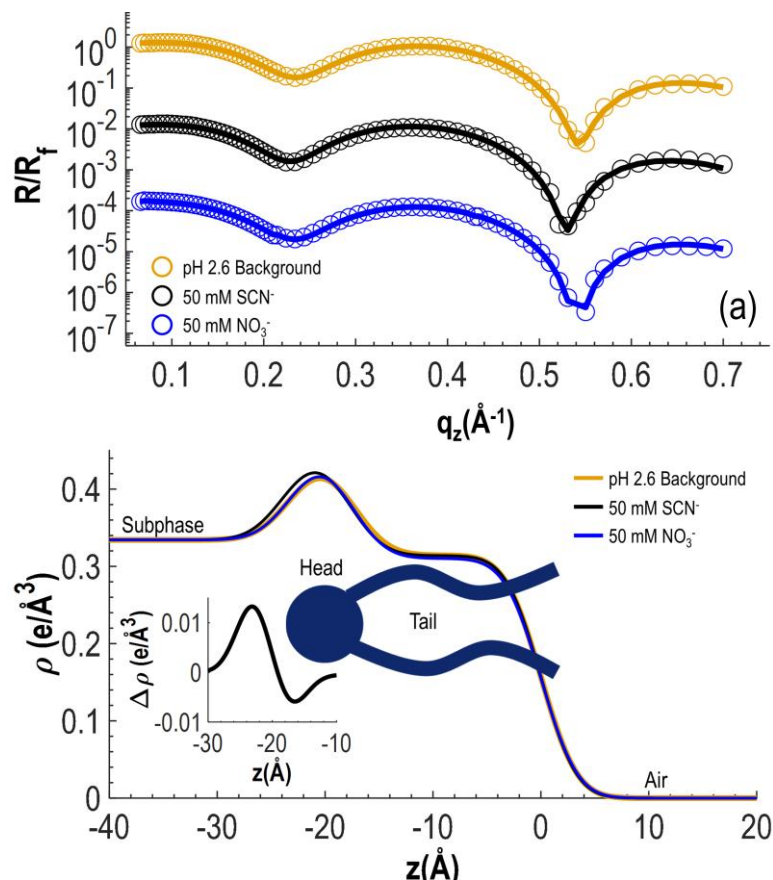 R/R_f
10^0
10^-1
10^-2
10^-3
10^-4
10^-5
10^-6
10^-7
pH 2.6 Background
50 mM SCN^-
50 mM NO_3^-
(a)
0.1 0.2 0.3 0.4 0.5 0.6 0.7
q_z(Å^-1)
ρ (e/Å^3)
0.4
0.3
0.2
0.1
0
pH 2.6 Background
50 mM SCN^-
50 mM NO_3^-
Subphase
Head
Tail
Air
Δρ (e/Å^3)
0.01
0
-0.01
-30 -20 -10
z(Å)
-40 -30 -20 -10 0 10 20
z(Å)